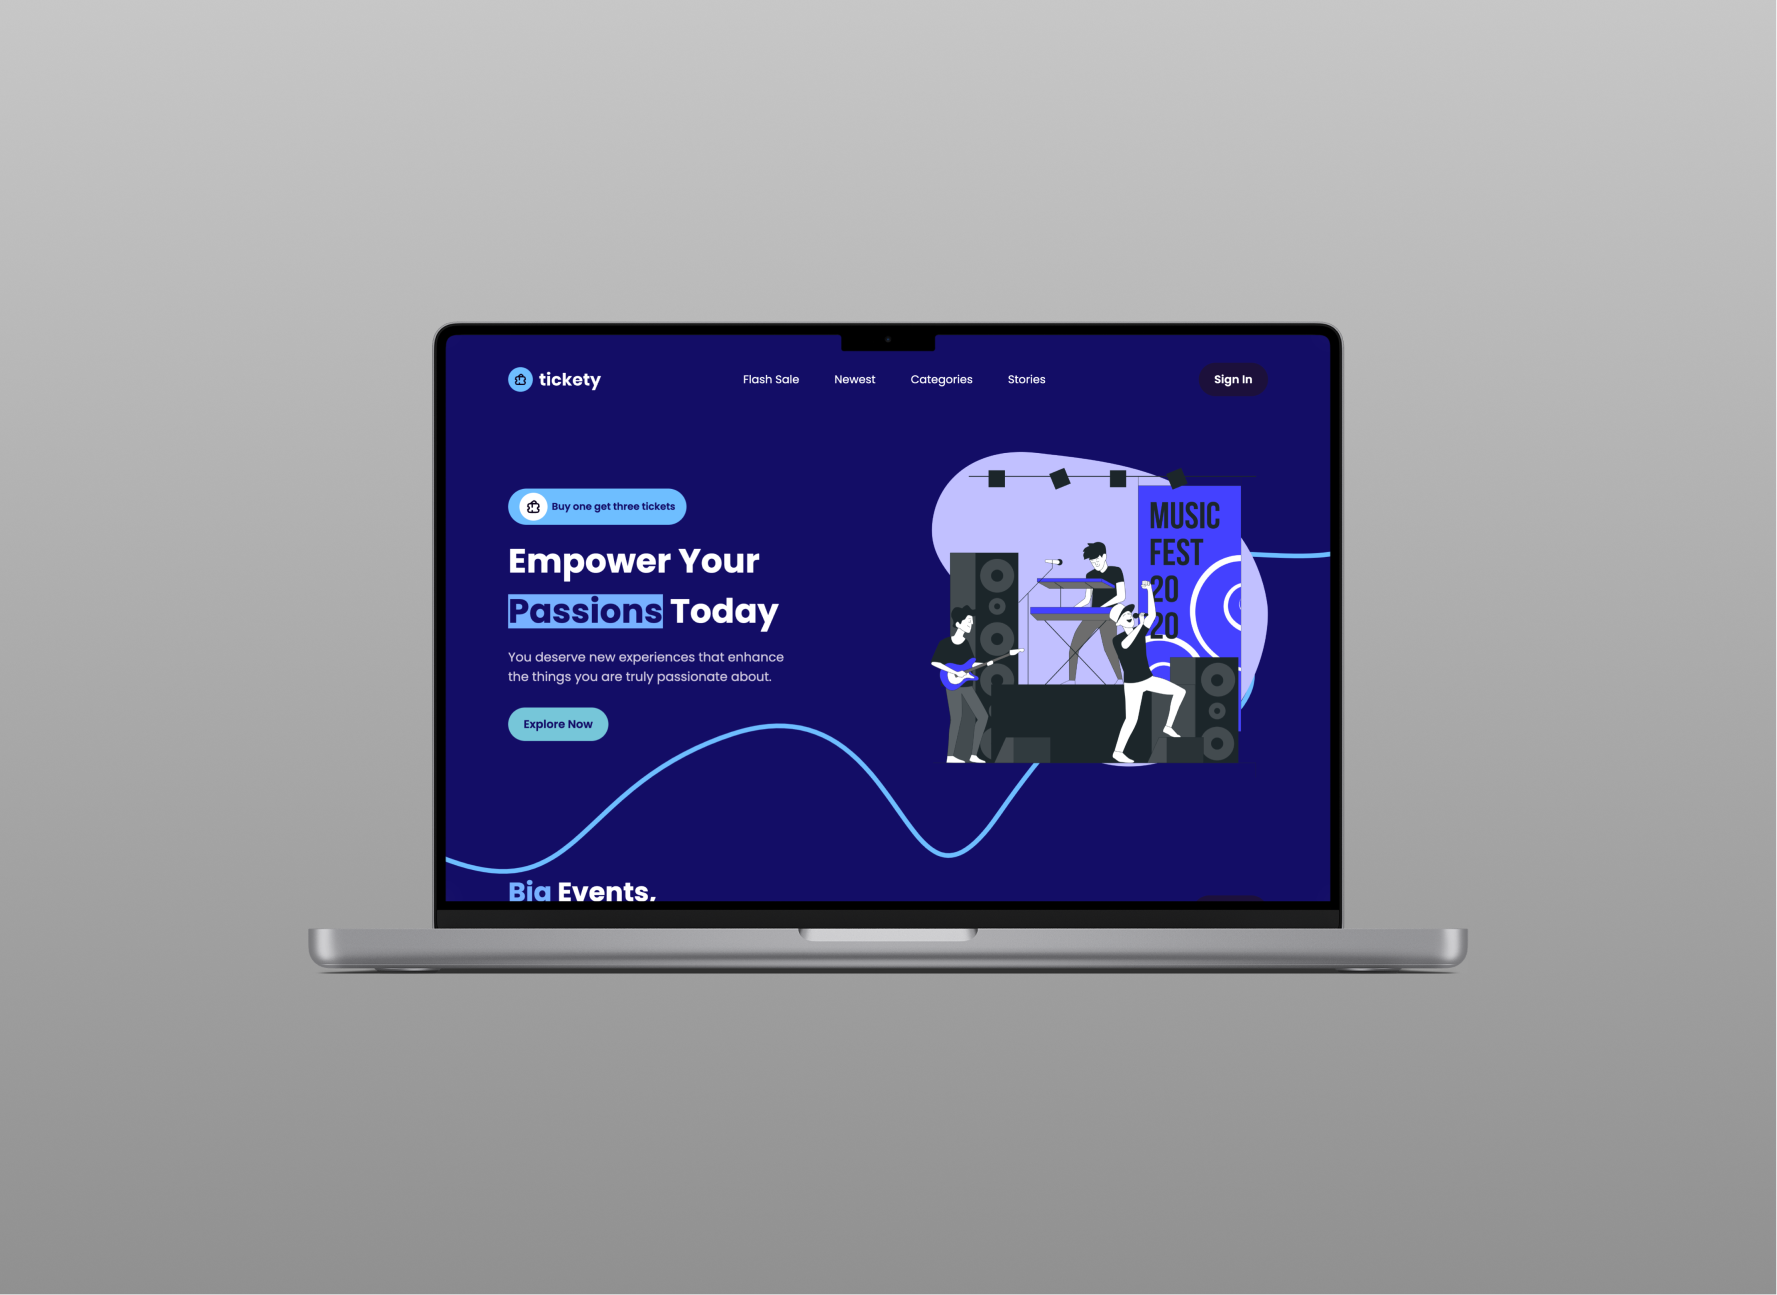 tickety
Flash Sale
Newest
Categories
Stories
Sign In
Buy one get three tickets
Empower Your
Passions Today
You deserve new experiences that enhance
the things you are truly passionate about.
Explore Now
MUSIC
FEST
20
20
Big Events,